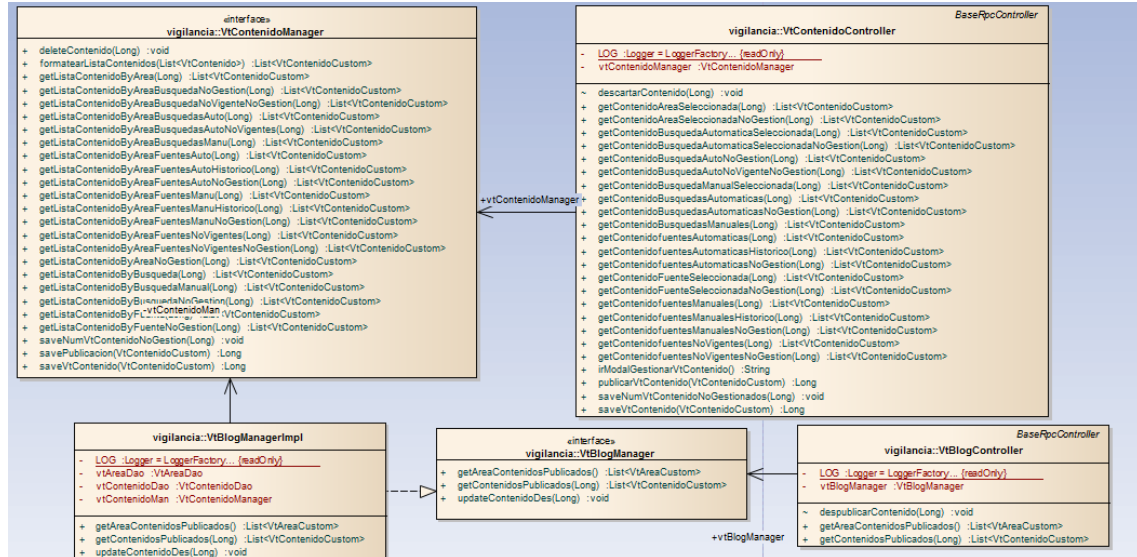 «interface»
vigilancia::VtContenidoManager
+ deleteContenido(Long) :void
+ formatearListaContenidos(List<VtContenido>) :List<VtContenidoCustom>
+ getListaContenidoByArea(Long) :List<VtContenidoCustom>
+ getListaContenidoByAreaBusquedaNoGestion(Long) :List<VtContenidoCustom>
+ getListaContenidoByAreaBusquedaNoVigenteNoGestion(Long) :List<VtContenidoCustom>
+ getListaContenidoByAreaBusquedasAuto(Long) :List<VtContenidoCustom>
+ getListaContenidoByAreaBusquedasAutoNoVigentes(Long) :List<VtContenidoCustom>
+ getListaContenidoByAreaBusquedasManu(Long) :List<VtContenidoCustom>
+ getListaContenidoByAreaFuentesAuto(Long) :List<VtContenidoCustom>
+ getListaContenidoByAreaFuentesAutoHistorico(Long) :List<VtContenidoCustom>
+ getListaContenidoByAreaFuentesAutoNoGestion(Long) :List<VtContenidoCustom>
+ getListaContenidoByAreaFuentesManu(Long) :List<VtContenidoCustom>
+ getListaContenidoByAreaFuentesManuHistorico(Long) :List<VtContenidoCustom>
+ getListaContenidoByAreaFuentesManuNoGestion(Long) :List<VtContenidoCustom>
+ getListaContenidoByAreaFuentesNoVigentes(Long) :List<VtContenidoCustom>
+ getListaContenidoByAreaFuentesNoVigentesNoGestion(Long) :List<VtContenidoCustom>
+ getListaContenidoByAreaNoGestion(Long) :List<VtContenidoCustom>
+ getListaContenidoByBusqueda(Long) :List<VtContenidoCustom>
+ getListaContenidoByBusquedaManual(Long) :List<VtContenidoCustom>
+ getListaContenidoByBusquedaNoGestion(Long) :List<VtContenidoCustom>
-vtContenidoMan
+ :List<VtContenidoCustom>
+ getListaContenidoByFuenteNoGestion(Long) :List<VtContenidoCustom>
+ saveNumVtContenidoNoGestion(Long) :void
+ savePublicacion(VtContenidoCustom) :Long
+ saveVtContenido(VtContenidoCustom) :Long
+vtContenidoManager
BaseRpcController
vigilancia::VtContenidoController
- LOG :Logger = LoggerFactory... {readOnly}
- vtContenidoManager :VtContenidoManager
~ descartarContenido(Long) :void
+ getContenidoAreaSeleccionada(Long) :List<VtContenidoCustom>
+ getContenidoAreaSeleccionadaNoGestion(Long) :List<VtContenidoCustom>
+ getContenidoBusquedaAutomaticaSeleccionada(Long) :List<VtContenidoCustom>
+ getContenidoBusquedaAutomaticaSeleccionadaNoGestion(Long) :List<VtContenidoCustom>
+ getContenidoBusquedaAutoNoGestion(Long) :List<VtContenidoCustom>
+ getContenidoBusquedaAutoNoVigenteNoGestion(Long) :List<VtContenidoCustom>
+ getContenidoBusquedaManualSeleccionada(Long) :List<VtContenidoCustom>
+ getContenidoBusquedasAutomaticas(Long) :List<VtContenidoCustom>
+ getContenidoBusquedasAutomaticasNoGestion(Long) :List<VtContenidoCustom>
+ getContenidoBusquedasManuales(Long) :List<VtContenidoCustom>
+ getContenidofuentesAutomaticas(Long) :List<VtContenidoCustom>
+ getContenidofuentesAutomaticasHistorico(Long) :List<VtContenidoCustom>
+ getContenidofuentesAutomaticasNoGestion(Long) :List<VtContenidoCustom>
+ getContenidoFuenteSeleccionada(Long) :List<VtContenidoCustom>
+ getContenidoFuenteSeleccionadaNoGestion(Long) :List<VtContenidoCustom>
+ getContenidofuentesManuales(Long) :List<VtContenidoCustom>
+ getContenidofuentesManualesHistorico(Long) :List<VtContenidoCustom>
+ getContenidofuentesManualesNoGestion(Long) :List<VtContenidoCustom>
+ getContenidofuentesNoVigentes(Long) :List<VtContenidoCustom>
+ getContenidofuentesNoVigentesNoGestion(Long) :List<VtContenidoCustom>
+ irModalGestionarVtContenido() :String
+ publicarVtContenido(VtContenidoCustom) :Long
+ saveNumVtContenidoNoGestionados(Long) :void
+ saveVtContenido(VtContenidoCustom) :Long
vigilancia::VtBlogManagerImpl
- LOG :Logger = LoggerFactory... {readOnly}
- vtAreaDao :VtAreaDao
- vtContenidoDao :VtContenidoDao
- vtContenidoMan :VtContenidoManager
+ getAreaContenidosPublicados() :List<VtAreaCustom>
+ getContenidosPublicados(Long) :List<VtContenidoCustom>
+ updateContenidoDes(Long) :void
«interface»
vigilancia::VtBlogManager
+ getAreaContenidosPublicados() :List<VtAreaCustom>
+ getContenidosPublicados(Long) :List<VtContenidoCustom>
+ updateContenidoDes(Long) :void
+vtBlogManager
BaseRpcController
vigilancia::VtBlogController
- LOG :Logger = LoggerFactory... {readOnly}
- vtBlogManager :VtBlogManager
~ despublicarContenido(Long) :void
+ getAreaContenidosPublicados() :List<VtAreaCustom>
+ getContenidosPublicados(Long) :List<VtContenidoCustom>